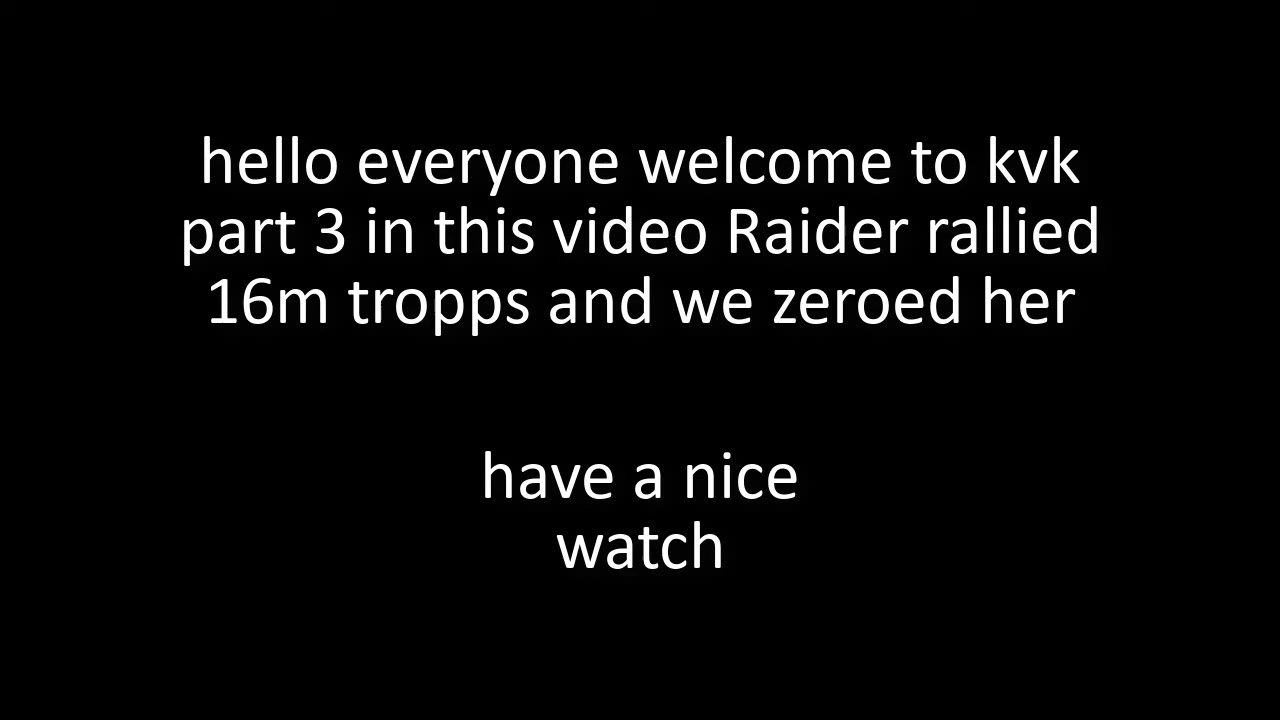 hello everyone welcome to kvk
part 3 in this video Raider rallied
16m tropps and we zeroed her
have a nice
watch